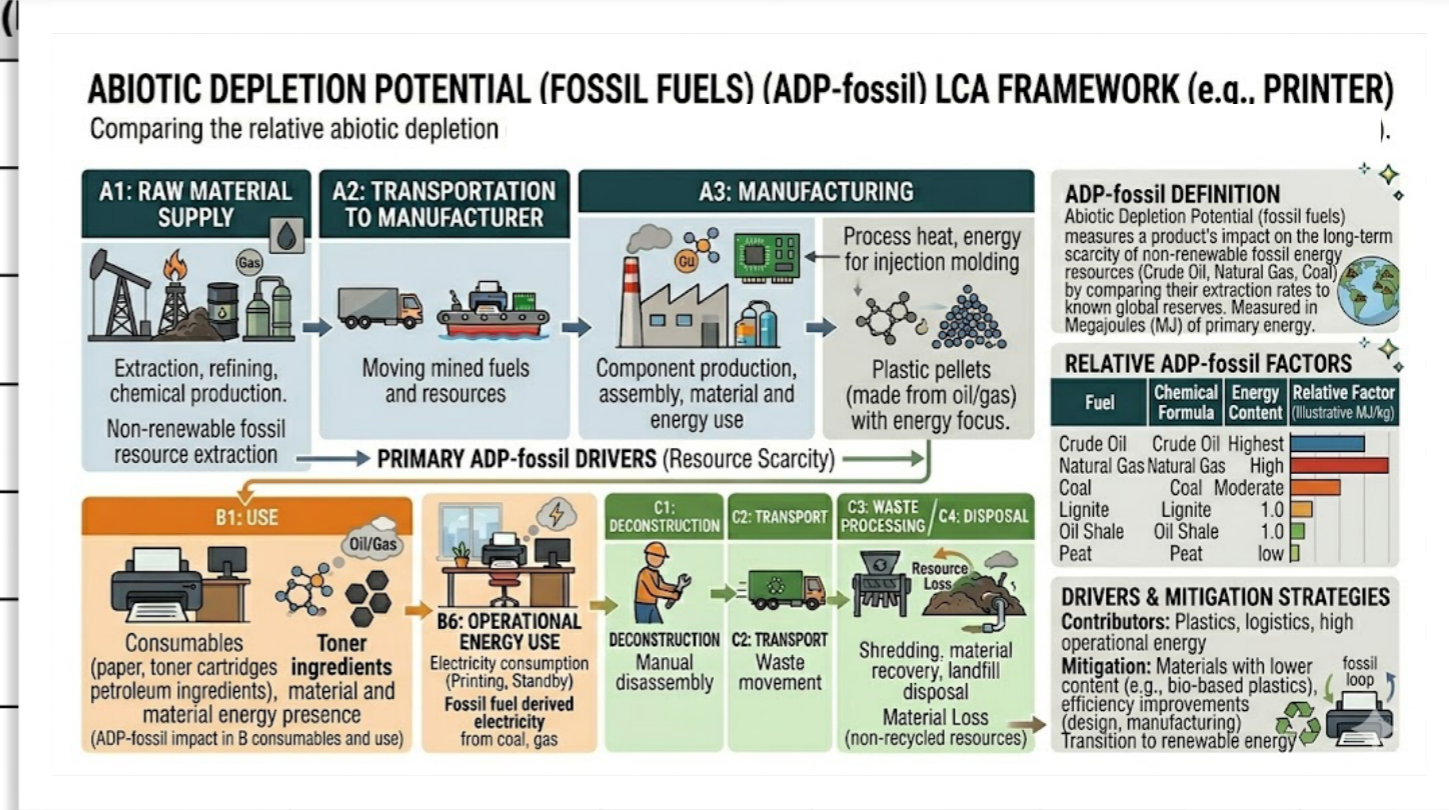 ABIOTIC DEPLETION POTENTIAL (FOSSIL FUELS) (ADP-fossil) LCA FRAMEWORK (e.g., PRINTER)
Comparing the relative abiotic depletion
).
A1: RAW MATERIAL
SUPPLY
Gas
Extraction, refining,
chemical production.
Non-renewable fossil
resource extraction
A2: TRANSPORTATION
TO MANUFACTURER
Moving mined fuels
and resources
A3: MANUFACTURING
Gu
Component production,
assembly, material and
energy use
Process heat, energy
for injection molding
Plastic pellets
(made from oil/gas)
with energy focus.
PRIMARY ADP-fossil DRIVERS (Resource Scarcity)
B1: USE
Oil/Gas
Consumables
(paper, toner cartridges
petroleum ingredients),
Toner
ingredients
material and
material energy presence
(ADP-fossil impact in B consumables and use)
B6: OPERATIONAL
ENERGY USE
Electricity consumption
(Printing, Standby)
Fossil fuel derived
electricity
from coal, gas
C1:
DECONSTRUCTION
DECONSTRUCTION
Manual
disassembly
C2: TRANSPORT
C2: TRANSPORT
Waste
movement
C3: WASTE
PROCESSING / C4: DISPOSAL
Resource
Loss
Shredding, material
recovery, landfill
disposal
Material Loss
(non-recycled resources)
ADP-fossil DEFINITION
Abiotic Depletion Potential (fossil fuels)
measures a product's impact on the long-term
scarcity of non-renewable fossil energy
resources (Crude Oil, Natural Gas, Coal)
by comparing their extraction rates to
known global reserves. Measured in
Megajoules (MJ) of primary energy.
RELATIVE ADP-fossil FACTORS
Fuel Chemical Formula Energy Content Relative Factor (Illustrative MJ/kg)
Crude Oil Crude Oil Highest
Natural Gas Natural Gas High
Coal Coal Moderate
Lignite Lignite 1.0
Oil Shale Oil Shale 1.0
Peat Peat low
DRIVERS & MITIGATION STRATEGIES
Contributors: Plastics, logistics, high
operational energy
Mitigation: Materials with lower
content (e.g., bio-based plastics),
efficiency improvements
(design, manufacturing)
Transition to renewable energy
fossil
loop